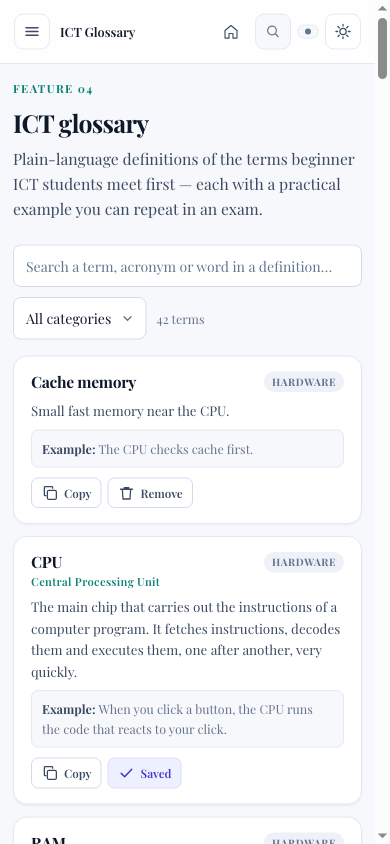 ICT Glossary
FEATURE 04
ICT glossary
Plain-language definitions of the terms beginner
ICT students meet first — each with a practical
example you can repeat in an exam.
Search a term, acronym or word in a definition...
All categories
42 terms
Cache memory
HARDWARE
Small fast memory near the CPU.
Example: The CPU checks cache first.
Copy
Remove
CPU
HARDWARE
Central Processing Unit
The main chip that carries out the instructions of a
computer program. It fetches instructions, decodes
them and executes them, one after another, very
quickly.
Example: When you click a button, the CPU runs
the code that reacts to your click.
Copy
Saved
RAM
HARDWARE